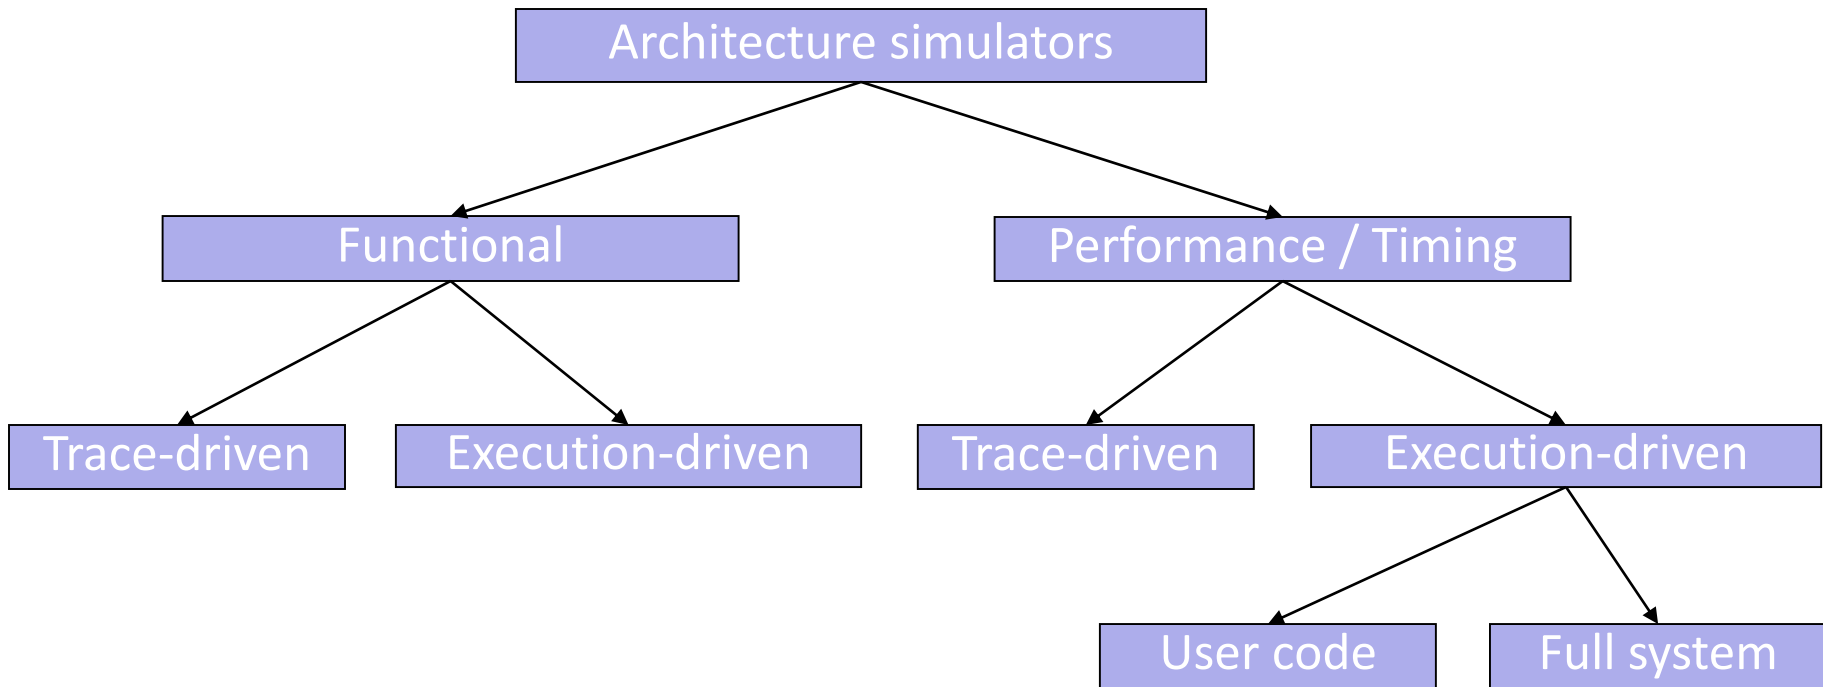 Architecture simulators
Functional
Performance / Timing
Trace-driven
Execution-driven
Trace-driven
Execution-driven
User code
Full system